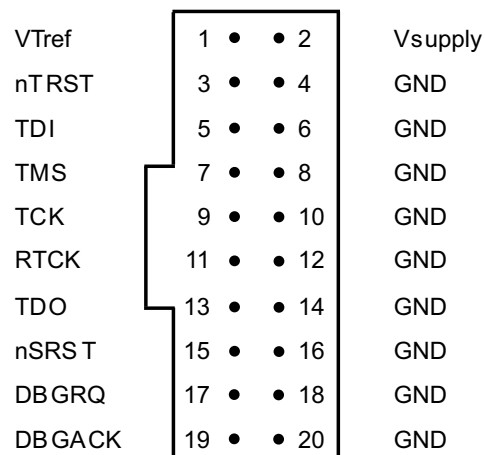 VTref 1 2 Vsupply
nTRST 3 4 GND
TDI 5 6 GND
TMS 7 8 GND
TCK 9 10 GND
RTCK 11 12 GND
TDO 13 14 GND
nSRST 15 16 GND
DBGRQ 17 18 GND
DBGACK 19 20 GND